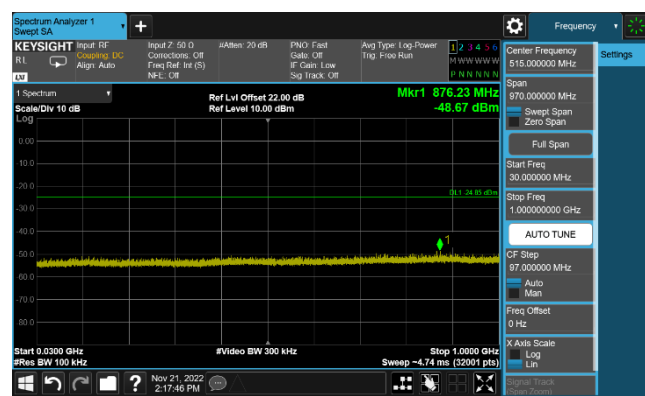 Spectrum Analyzer 1
Swept SA
+
Frequency
KEYSIGHT
RL
LW
Input: RF
Coupling: DC
Align: Auto
Input Z: 50 Ω
Corrections: Off
Freq Ref: Int (S)
NFE: Off
#Atten: 20 dB
PNO: Fast
Gate: Off
IF Gain: Low
Sig Track: Off
Avg Type: Log-Power
Trig: Free Run
1 2 3 4 5 6
M W W W W W
P N N N N N
1 Spectrum
Scale/Div 10 dB
Log
Ref Lvl Offset 22.00 dB
Ref Level 10.00 dBm
Mkr1 876.23 MHz
-48.67 dBm
0.00
-10.0
-20.0
DL1 -24.65 dBm
-30.0
-40.0
1
-50.0
-60.0
-70.0
-80.0
Start 0.0300 GHz
#Res BW 100 kHz
#Video BW 300 kHz
Stop 1.0000 GHz
Sweep ~4.74 ms (32001 pts)
?
Nov 21, 2022
2:17:46 PM
Center Frequency
515.000000 MHz
Settings
Span
970.000000 MHz
Swept Span
Zero Span
Full Span
Start Freq
30.000000 MHz
Stop Freq
1.000000000 GHz
AUTO TUNE
CF Step
97.000000 MHz
Auto
Man
Freq Offset
0 Hz
X Axis Scale
Log
Lin
Signal Track
(Span Zoom)